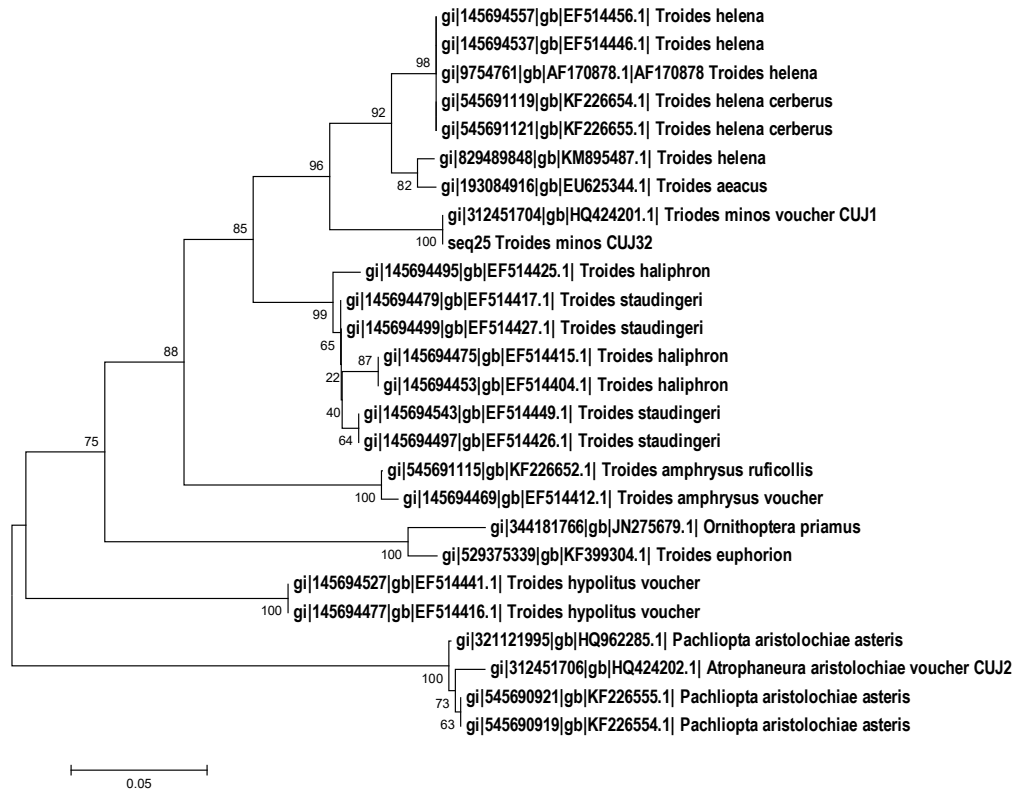 gi|145694557|gb|EF514456.1| Troides helena
gi|145694537|gb|EF514446.1| Troides helena
gi|9754761|gb|AF170878.1|AF170878 Troides helena
98
gi|545691119|gb|KF226654.1| Troides helena cerberus
gi|545691121|gb|KF226655.1| Troides helena cerberus
92
gi|829489848|gb|KM895487.1| Troides helena
96
gi|193084916|gb|EU625344.1| Troides aeacus
82
gi|312451704|gb|HQ424201.1| Triodes minos voucher CUJ1
85
seq25 Troides minos CUJ32
100
gi|145694495|gb|EF514425.1| Troides haliphron
gi|145694479|gb|EF514417.1| Troides staudingeri
99
gi|145694499|gb|EF514427.1| Troides staudingeri
65
88
gi|145694475|gb|EF514415.1| Troides haliphron
87
22
gi|145694453|gb|EF514404.1| Troides haliphron
40
gi|145694543|gb|EF514449.1| Troides staudingeri
75
64
gi|145694497|gb|EF514426.1| Troides staudingeri
gi|545691115|gb|KF226652.1| Troides amphrysus ruficollis
100
gi|145694469|gb|EF514412.1| Troides amphrysus voucher
gi|344181766|gb|JN275679.1| Ornithoptera priamus
100
gi|529375339|gb|KF399304.1| Troides euphorion
gi|145694527|gb|EF514441.1| Troides hypolitus voucher
100
gi|145694477|gb|EF514416.1| Troides hypolitus voucher
gi|321121995|gb|HQ962285.1| Pachliopta aristolochiae asteris
gi|312451706|gb|HQ424202.1| Atrophaneura aristolochiae voucher CUJ2
100
gi|545690921|gb|KF226555.1| Pachliopta aristolochiae asteris
73
63
gi|545690919|gb|KF226554.1| Pachliopta aristolochiae asteris
0.05